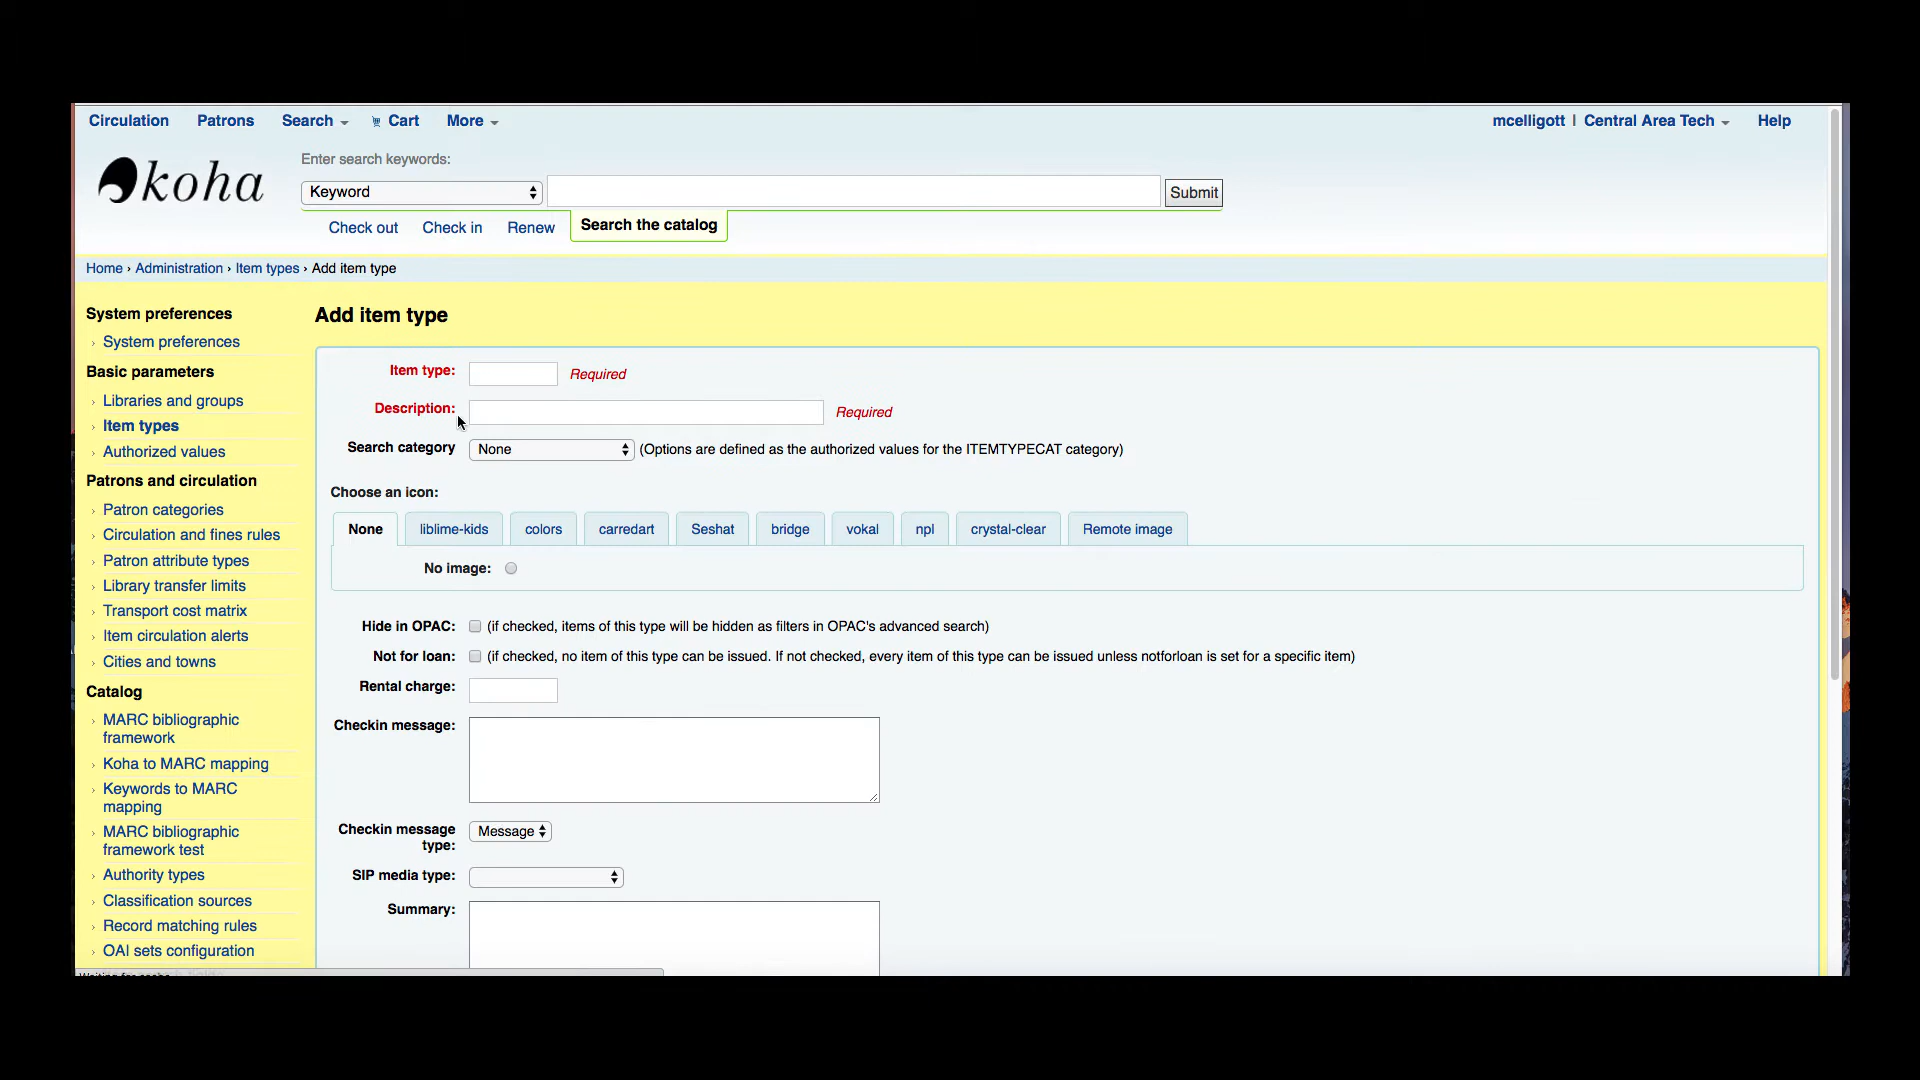 Circulation Patrons Search Cart More mcelligott | Central Area Tech Help
koha
Enter search keywords:
Keyword Submit
Check out Check in Renew Search the catalog
Home › Administration › Item types › Add item type
System preferences
› System preferences
Basic parameters
› Libraries and groups
› Item types
› Authorized values
Patrons and circulation
› Patron categories
› Circulation and fines rules
› Patron attribute types
› Library transfer limits
› Transport cost matrix
› Item circulation alerts
› Cities and towns
Catalog
› MARC bibliographic
framework
› Koha to MARC mapping
› Keywords to MARC
mapping
› MARC bibliographic
framework test
› Authority types
› Classification sources
› Record matching rules
› OAI sets configuration
Add item type
Item type: Required
Description: Required
Search category None (Options are defined as the authorized values for the ITEMTYPECAT category)
Choose an icon:
None liblime-kids colors carredart Seshat bridge vokal npl crystal-clear Remote image
No image:
Hide in OPAC: (if checked, items of this type will be hidden as filters in OPAC's advanced search)
Not for loan: (if checked, no item of this type can be issued. If not checked, every item of this type can be issued unless notforloan is set for a specific item)
Rental charge:
Checkin message:
Checkin message
type: Message
SIP media type:
Summary: